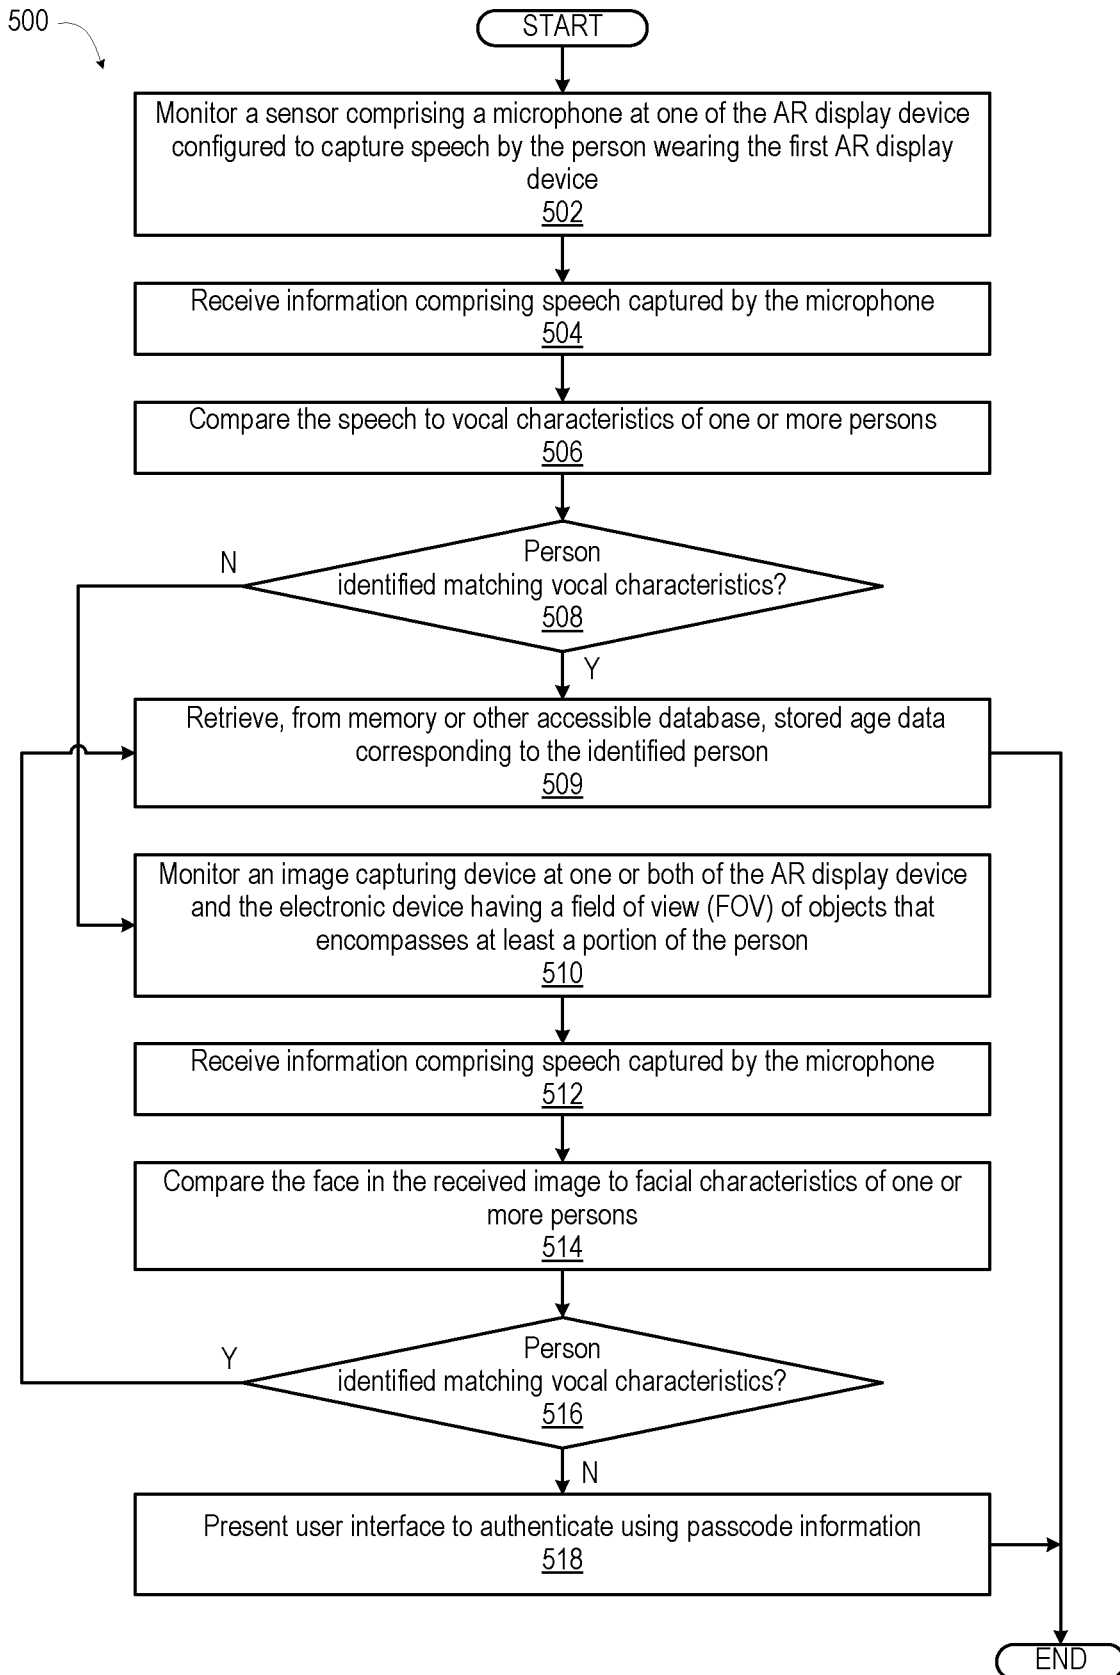 500
START
Monitor a sensor comprising a microphone at one of the AR display device
configured to capture speech by the person wearing the first AR display
device
502
Receive information comprising speech captured by the microphone
504
Compare the speech to vocal characteristics of one or more persons
506
N
Person
identified matching vocal characteristics?
508
Y
Retrieve, from memory or other accessible database, stored age data
corresponding to the identified person
509
Monitor an image capturing device at one or both of the AR display device
and the electronic device having a field of view (FOV) of objects that
encompasses at least a portion of the person
510
Receive information comprising speech captured by the microphone
512
Compare the face in the received image to facial characteristics of one or
more persons
514
Y
Person
identified matching vocal characteristics?
516
N
Present user interface to authenticate using passcode information
518
END